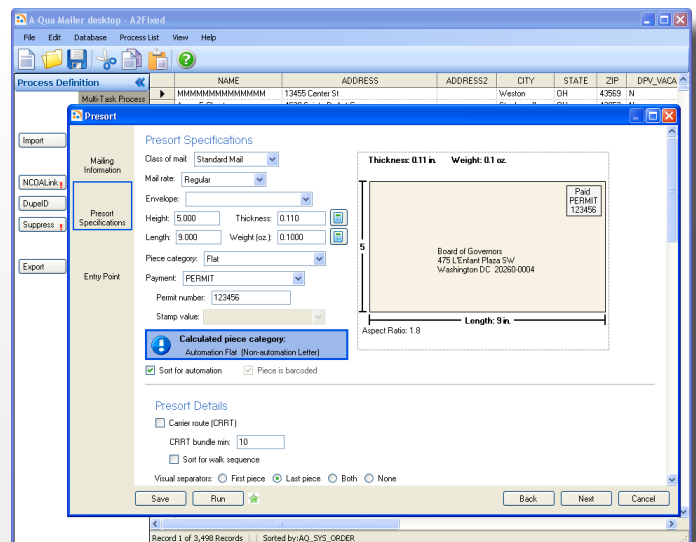 A-Qua Mailer desktop - A2Fixed
File Edit Database Process List View Help
Process Definition
Multi-Task Process
NAME ADDRESS ADDRESS2 CITY STATE ZIP DPV_VACA
MMMMMMMMMMMMMMM 13455 Center St Weston OH 43569 N
Presort
Import
NCOALink
DupeID
Suppress
Export
Mailing
Information
Presort
Specifications
Entry Point
Presort Specifications
Class of mail: Standard Mail
Mail rate: Regular
Envelope:
Height: 5.000 Thickness: 0.110
Length: 9.000 Weight (oz.): 0.1000
Piece category: Flat
Payment: PERMIT
Permit number: 123456
Stamp value:
Calculated piece category:
Automation Flat (Non-automation Letter)
Sort for automation Piece is barcoded
Thickness: 0.11 in. Weight: 0.1 oz.
Paid
PERMIT
123456
5
Board of Governors
475 L'Enfant Plaza SW
Washington DC 20260-0004
Length: 9 in.
Aspect Ratio: 1.8
Presort Details
Carrier route (CRRT)
CRRT bundle min: 10
Sort for walk sequence
Visual separators: First piece Last piece Both None
Save Run Back Next Cancel
Record 1 of 3,498 Records Sorted by:AQ_SYS_ORDER